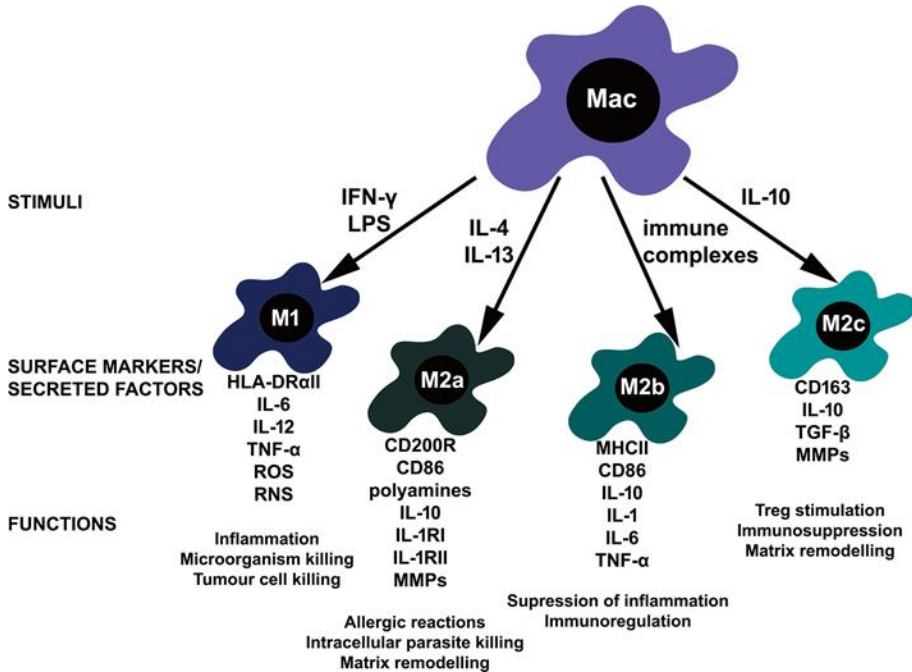 Mac
STIMULI
IFN-γ
LPS
IL-4
IL-13
immune
complexes
IL-10
SURFACE MARKERS/
SECRETED FACTORS
M1
HLA-DRαII
IL-6
IL-12
TNF-α
ROS
RNS
M2a
CD200R
CD86
polyamines
IL-10
IL-1RI
IL-1RII
MMPs
M2b
MHCII
CD86
IL-10
IL-1
IL-6
TNF-α
M2c
CD163
IL-10
TGF-β
MMPs
FUNCTIONS
Inflammation
Microorganism killing
Tumour cell killing
Allergic reactions
Intracellular parasite killing
Matrix remodelling
Supression of inflammation
Immunoregulation
Treg stimulation
Immunosuppression
Matrix remodelling